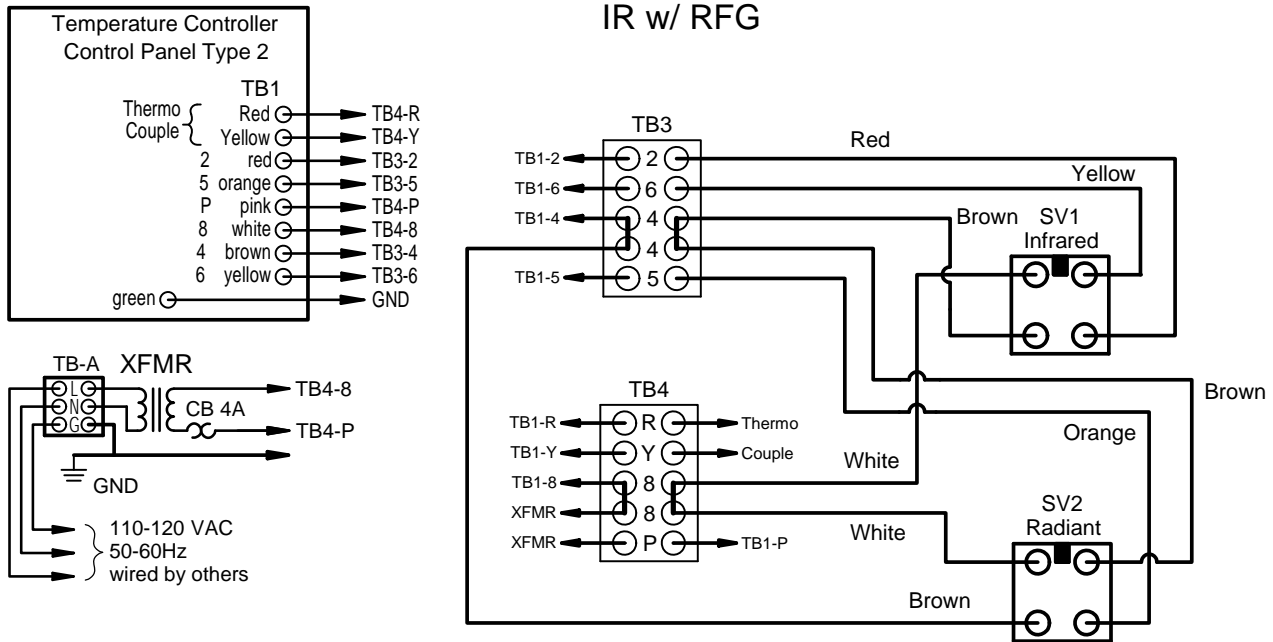 IR w/ RFG
Temperature Controller
Control Panel Type 2
TB1
Thermo
Couple
Red TB4-R
Yellow TB4-Y
2 red TB3-2
5 orange TB3-5
P pink TB4-P
8 white TB4-8
4 brown TB3-4
6 yellow TB3-6
green GND
TB-A XFMR
L
N
G
CB 4A
TB4-8
TB4-P
GND
110-120 VAC
50-60Hz
wired by others
TB3
TB1-2 2
TB1-6 6
TB1-4 4
4
TB1-5 5
Red
Yellow
Brown
SV1
Infrared
Brown
Orange
TB4
TB1-R R Thermo
TB1-Y Y Couple
TB1-8 8
XFMR 8
XFMR P TB1-P
White
White
SV2
Radiant
Brown